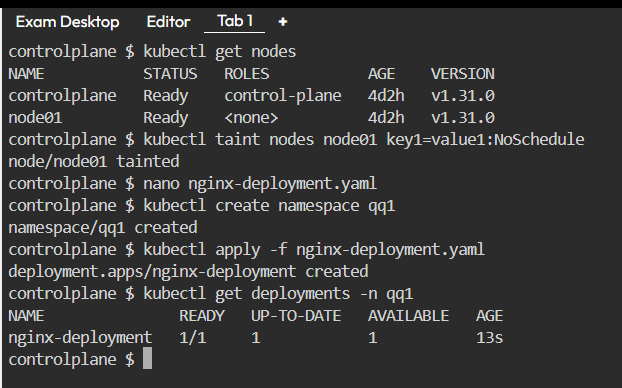 Exam Desktop Editor Tab 1 +
controlplane $ kubectl get nodes
NAME STATUS ROLES AGE VERSION
controlplane Ready control-plane 4d2h v1.31.0
node01 Ready <none> 4d2h v1.31.0
controlplane $ kubectl taint nodes node01 key1=value1:NoSchedule
node/node01 tainted
controlplane $ nano nginx-deployment.yaml
controlplane $ kubectl create namespace qq1
namespace/qq1 created
controlplane $ kubectl apply -f nginx-deployment.yaml
deployment.apps/nginx-deployment created
controlplane $ kubectl get deployments -n qq1
NAME READY UP-TO-DATE AVAILABLE AGE
nginx-deployment 1/1 1 1 13s
controlplane $